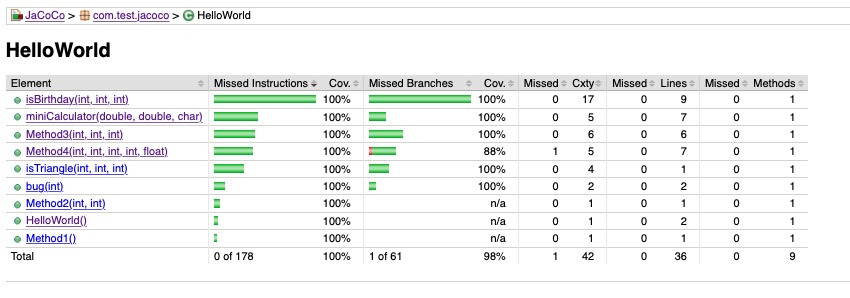 JaCoCo > com.test.jacoco > HelloWorld
HelloWorld
Element Missed Instructions Cov. Missed Branches Cov. Missed Cxty Missed Lines Missed Methods
isBirthday(int, int, int) 100% 100% 0 17 0 9 0 1
miniCalculator(double, double, char) 100% 100% 0 5 0 7 0 1
Method3(int, int, int) 100% 100% 0 6 0 6 0 1
Method4(int, int, int, int, float) 100% 88% 1 5 0 7 0 1
isTriangle(int, int, int) 100% 100% 0 4 0 1 0 1
bug(int) 100% 100% 0 2 0 2 0 1
Method2(int, int) 100% n/a 0 1 0 1 0 1
HelloWorld() 100% n/a 0 1 0 2 0 1
Method1() 100% n/a 0 1 0 1 0 1
Total 0 of 178 100% 1 of 61 98% 1 42 0 36 0 9